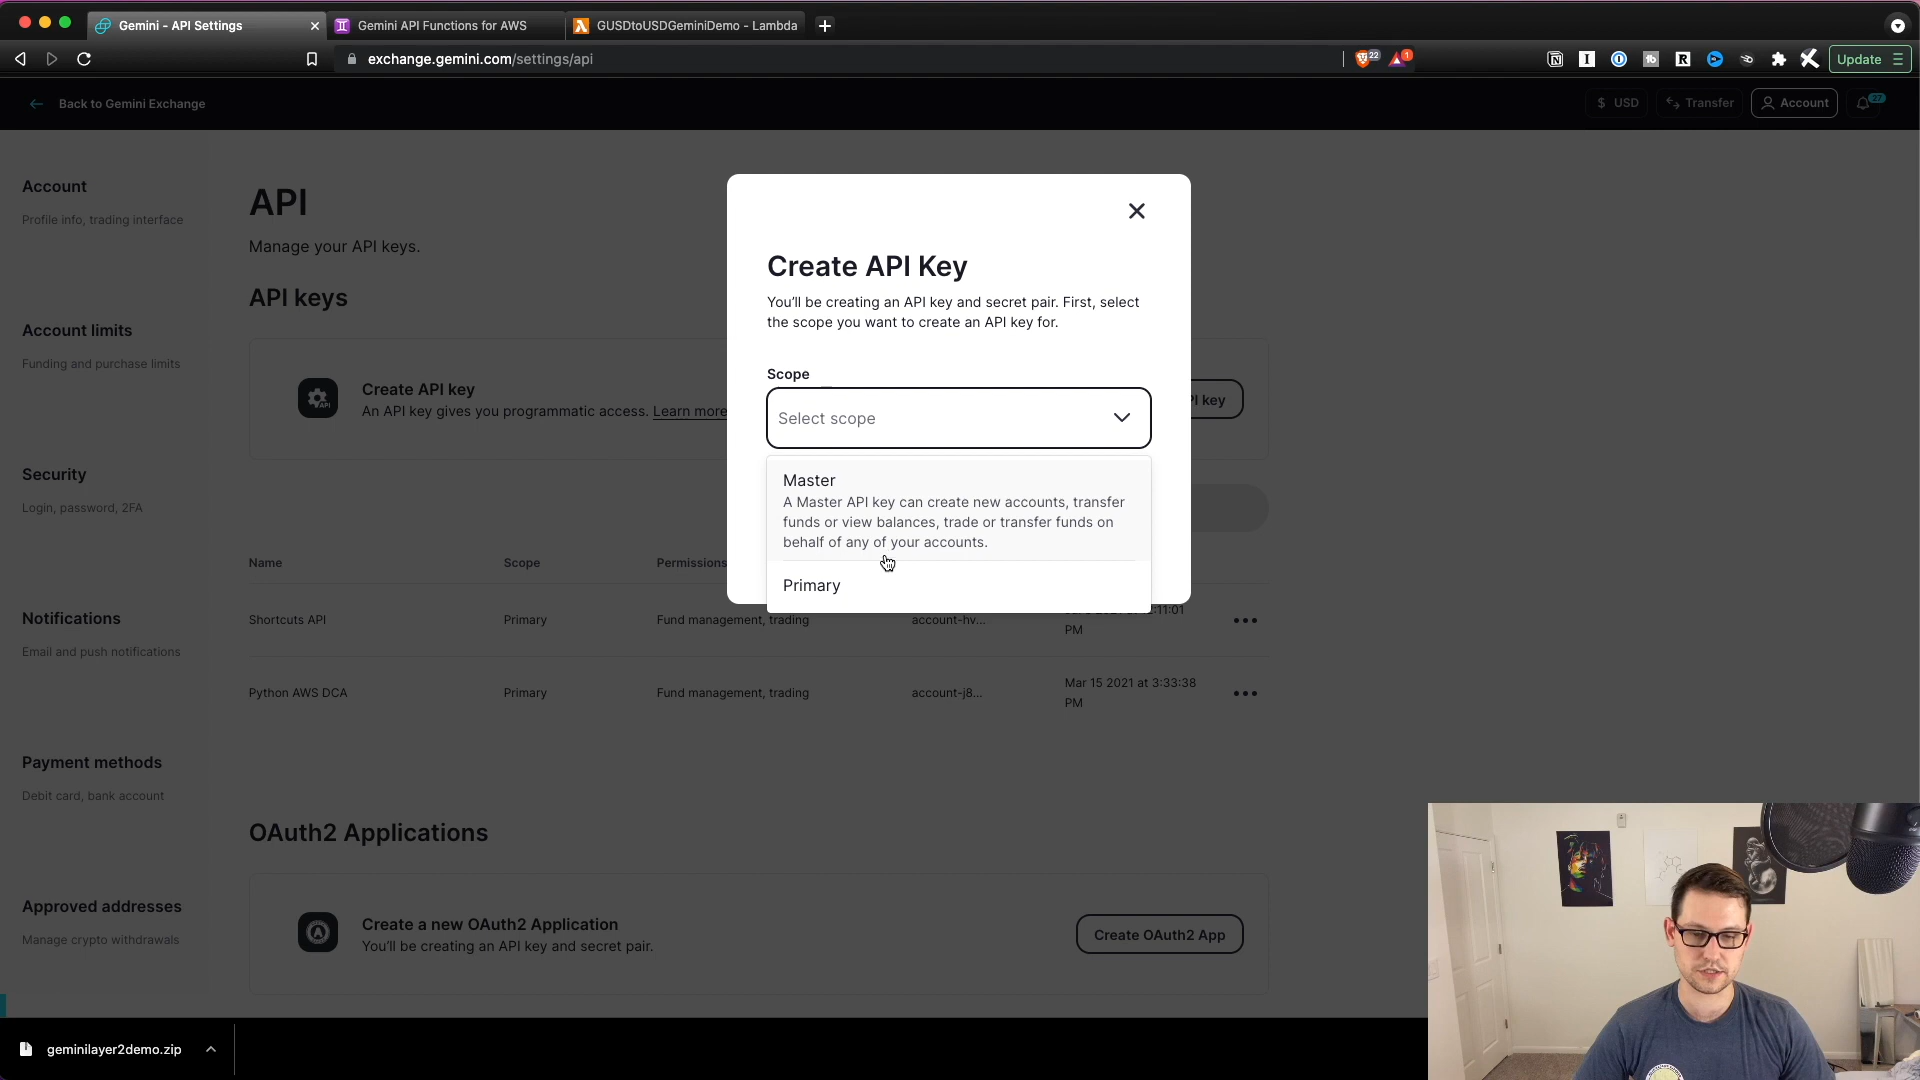 Gemini - API Settings
Gemini API Functions for AWS
GUSDtoUSDGeminiDemo - Lambda
exchange.gemini.com/settings/api
22
1
Update
Back to Gemini Exchange
$ USD
Transfer
Account
27
Account
Profile info, trading interface
Account limits
Funding and purchase limits
Security
Login, password, 2FA
Notifications
Email and push notifications
Payment methods
Debit card, bank account
Approved addresses
Manage crypto withdrawals
API
Manage your API keys.
API keys
Create API key
An API key gives you programmatic access. Learn more
PI key
Name
Scope
Permissions
Shortcuts API
Primary
Fund management, trading
account-hv...
PM
Python AWS DCA
Primary
Fund management, trading
account-j8...
Mar 15 2021 at 3:33:38
PM
OAuth2 Applications
Create a new OAuth2 Application
You'll be creating an API key and secret pair.
Create OAuth2 App
Create API Key
You'll be creating an API key and secret pair. First, select
the scope you want to create an API key for.
Scope
Select scope
Master
A Master API key can create new accounts, transfer
funds or view balances, trade or transfer funds on
behalf of any of your accounts.
Primary
geminilayer2demo.zip